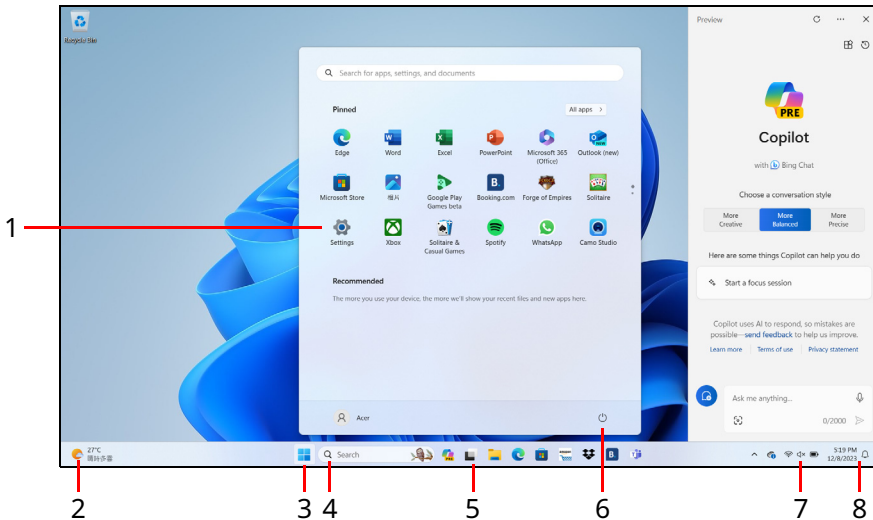 Recycle Bin
Preview
Search for apps, settings, and documents
Pinned
All apps
Edge
Word
Excel
PowerPoint
Microsoft 365
(Office)
Outlook (new)
NEW
Microsoft Store
相片
Google Play
Games beta
B.
Booking.com
Forge of Empires
Solitaire
Settings
Xbox
Solitaire &
Casual Games
Spotify
WhatsApp
Camo Studio
Recommended
The more you use your device, the more we'll show your recent files and new apps here.
Acer
PRE
Copilot
with Bing Chat
Choose a conversation style
More
Creative
More
Balanced
More
Precise
Here are some things Copilot can help you do
Start a focus session
Copilot uses AI to respond, so mistakes are
possible—send feedback to help us improve.
Learn more
Terms of use
Privacy statement
Ask me anything...
0/2000
27°C
Search
B.
5:19 PM
12/8/2023
1
2
3
4
5
6
7
8